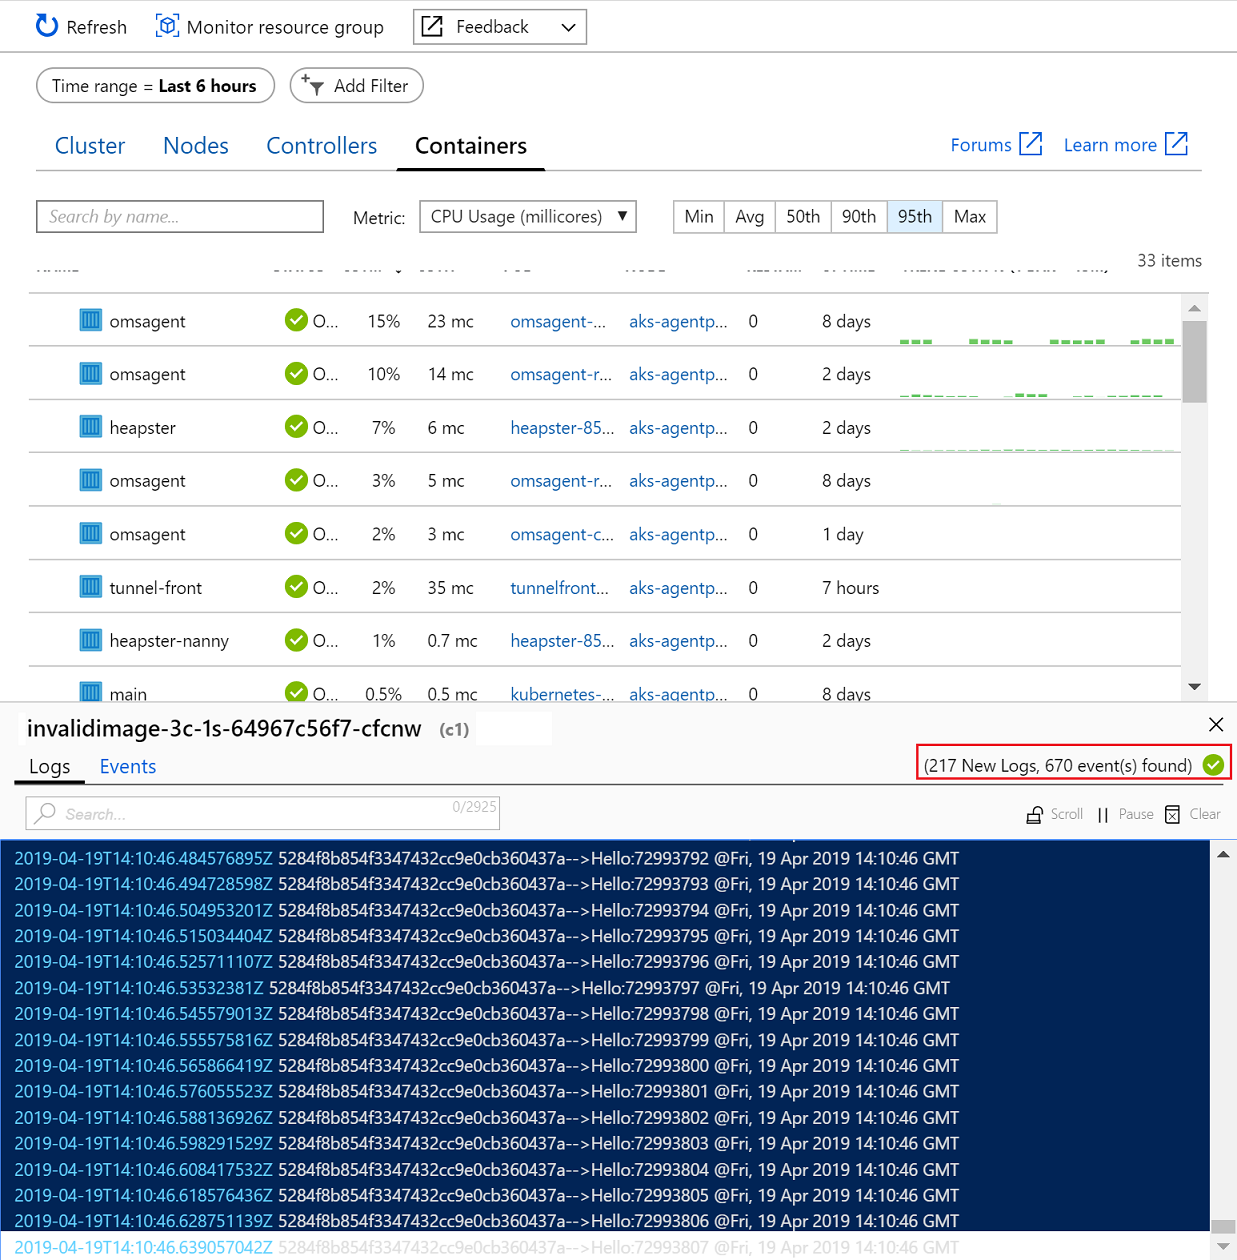 Refresh Monitor resource group Feedback
Time range = Last 6 hours Add Filter
Cluster Nodes Controllers Containers Forums Learn more
Search by name... Metric: CPU Usage (millicores) Min Avg 50th 90th 95th Max
33 items
omsagent O... 15% 23 mc omsagent-... aks-agentp... 0 8 days
omsagent O... 10% 14 mc omsagent-r... aks-agentp... 0 2 days
heapster O... 7% 6 mc heapster-85... aks-agentp... 0 2 days
omsagent O... 3% 5 mc omsagent-r... aks-agentp... 0 8 days
omsagent O... 2% 3 mc omsagent-c... aks-agentp... 0 1 day
tunnel-front O... 2% 35 mc tunnelfront... aks-agentp... 0 7 hours
heapster-nanny O... 1% 0.7 mc heapster-85... aks-agentp... 0 2 days
main O... 0.5% 0.5 mc kubernetes-... aks-agentp... 0 8 days
invalidimage-3c-1s-64967c56f7-cfcnw (c1)
Logs Events (217 New Logs, 670 event(s) found)
Search... 0/2925 Scroll Pause Clear
2019-04-19T14:10:46.484576895Z 5284f8b854f3347432cc9e0cb360437a-->Hello:72993792 @Fri, 19 Apr 2019 14:10:46 GMT
2019-04-19T14:10:46.494728598Z 5284f8b854f3347432cc9e0cb360437a-->Hello:72993793 @Fri, 19 Apr 2019 14:10:46 GMT
2019-04-19T14:10:46.504953201Z 5284f8b854f3347432cc9e0cb360437a-->Hello:72993794 @Fri, 19 Apr 2019 14:10:46 GMT
2019-04-19T14:10:46.515034404Z 5284f8b854f3347432cc9e0cb360437a-->Hello:72993795 @Fri, 19 Apr 2019 14:10:46 GMT
2019-04-19T14:10:46.525711107Z 5284f8b854f3347432cc9e0cb360437a-->Hello:72993796 @Fri, 19 Apr 2019 14:10:46 GMT
2019-04-19T14:10:46.53532381Z 5284f8b854f3347432cc9e0cb360437a-->Hello:72993797 @Fri, 19 Apr 2019 14:10:46 GMT
2019-04-19T14:10:46.545579013Z 5284f8b854f3347432cc9e0cb360437a-->Hello:72993798 @Fri, 19 Apr 2019 14:10:46 GMT
2019-04-19T14:10:46.555575816Z 5284f8b854f3347432cc9e0cb360437a-->Hello:72993799 @Fri, 19 Apr 2019 14:10:46 GMT
2019-04-19T14:10:46.565866419Z 5284f8b854f3347432cc9e0cb360437a-->Hello:72993800 @Fri, 19 Apr 2019 14:10:46 GMT
2019-04-19T14:10:46.576055523Z 5284f8b854f3347432cc9e0cb360437a-->Hello:72993801 @Fri, 19 Apr 2019 14:10:46 GMT
2019-04-19T14:10:46.588136926Z 5284f8b854f3347432cc9e0cb360437a-->Hello:72993802 @Fri, 19 Apr 2019 14:10:46 GMT
2019-04-19T14:10:46.598291529Z 5284f8b854f3347432cc9e0cb360437a-->Hello:72993803 @Fri, 19 Apr 2019 14:10:46 GMT
2019-04-19T14:10:46.608417532Z 5284f8b854f3347432cc9e0cb360437a-->Hello:72993804 @Fri, 19 Apr 2019 14:10:46 GMT
2019-04-19T14:10:46.618576436Z 5284f8b854f3347432cc9e0cb360437a-->Hello:72993805 @Fri, 19 Apr 2019 14:10:46 GMT
2019-04-19T14:10:46.628751139Z 5284f8b854f3347432cc9e0cb360437a-->Hello:72993806 @Fri, 19 Apr 2019 14:10:46 GMT
2019-04-19T14:10:46.639057042Z 5284f8b854f3347432cc9e0cb360437a-->Hello:72993807 @Fri, 19 Apr 2019 14:10:46 GMT